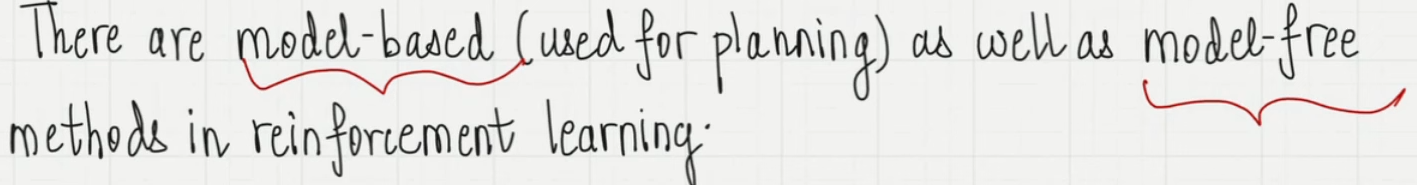 There are model-based (used for planning) as well as model-free
methods in reinforcement learning.